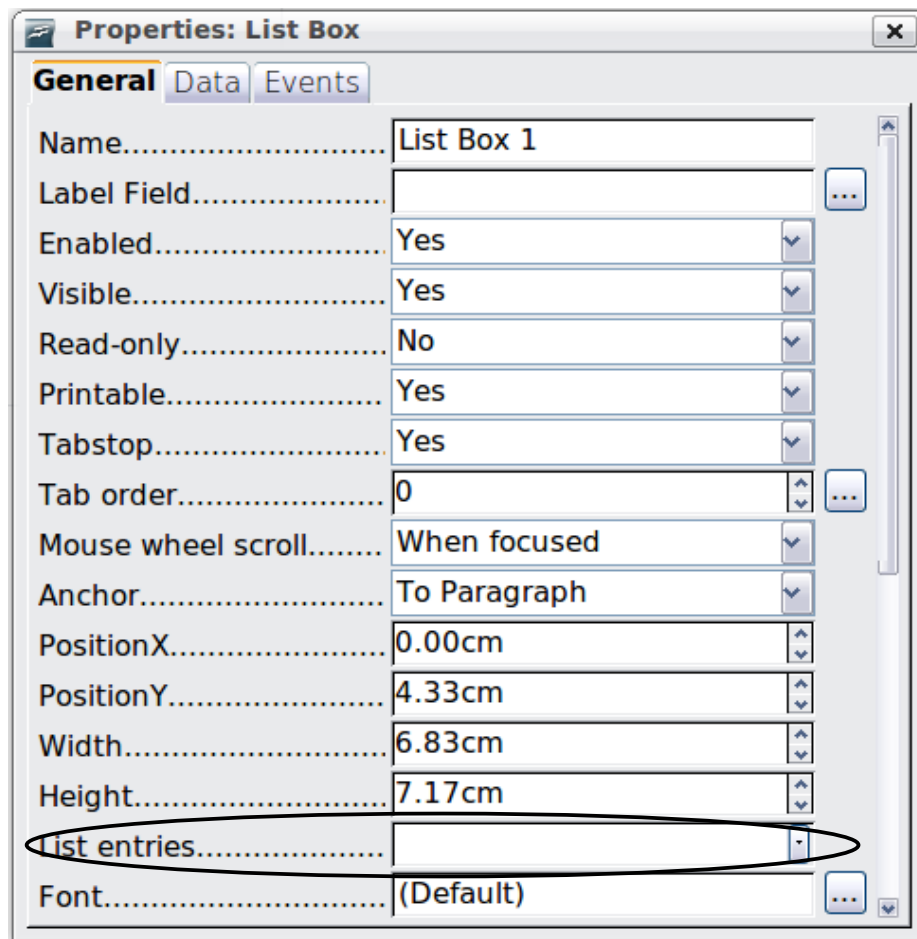 Properties: List Box
General Data Events
Name............................ List Box 1
Label Field..................... ...
Enabled......................... Yes
Visible......................... Yes
Read-only....................... No
Printable....................... Yes
Tabstop......................... Yes
Tab order....................... 0 ...
Mouse wheel scroll........ When focused
Anchor.......................... To Paragraph
PositionX....................... 0.00cm
PositionY....................... 4.33cm
Width........................... 6.83cm
Height.......................... 7.17cm
List entries....................
Font............................ (Default) ...